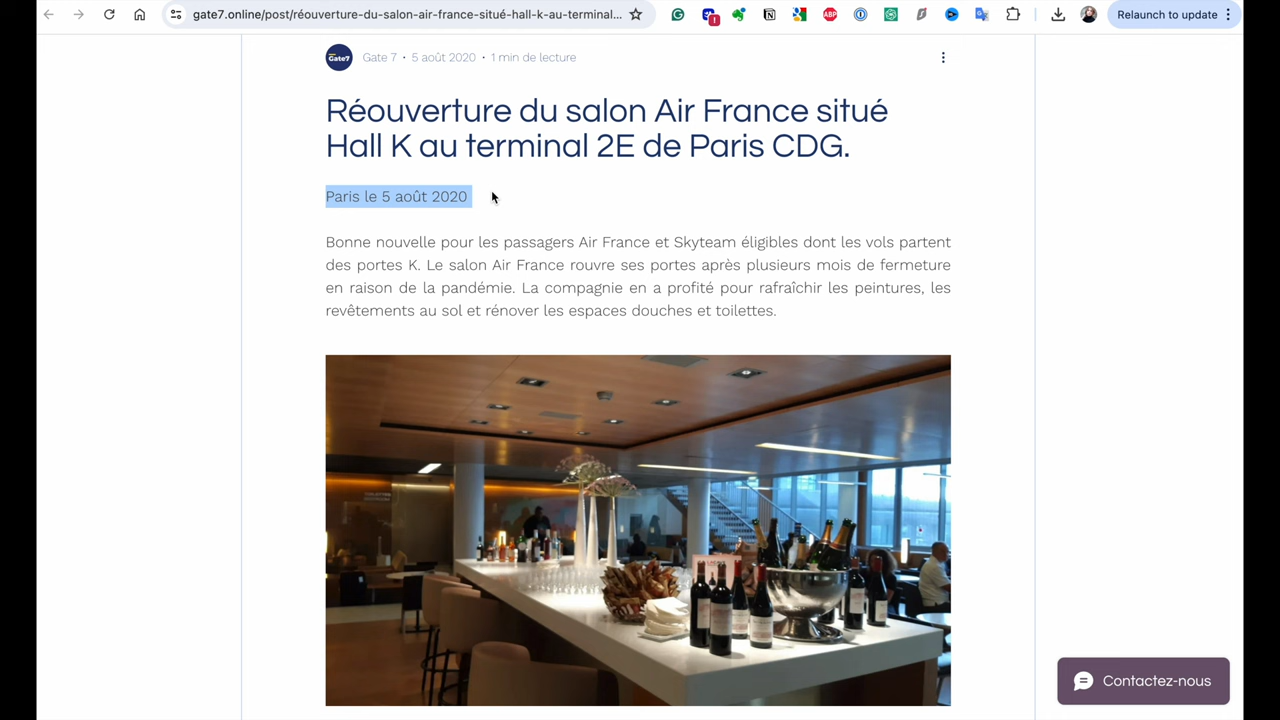 gate7.online/post/réouverture-du-salon-air-france-situé-hall-k-au-terminal...
1
ABP
Relaunch to update
Gate7
Gate 7 • 5 août 2020 • 1 min de lecture
Réouverture du salon Air France situé
Hall K au terminal 2E de Paris CDG.
Paris le 5 août 2020
Bonne nouvelle pour les passagers Air France et Skyteam éligibles dont les vols partent
des portes K. Le salon Air France rouvre ses portes après plusieurs mois de fermeture
en raison de la pandémie. La compagnie en a profité pour rafraîchir les peintures, les
revêtements au sol et rénover les espaces douches et toilettes.
Contactez-nous